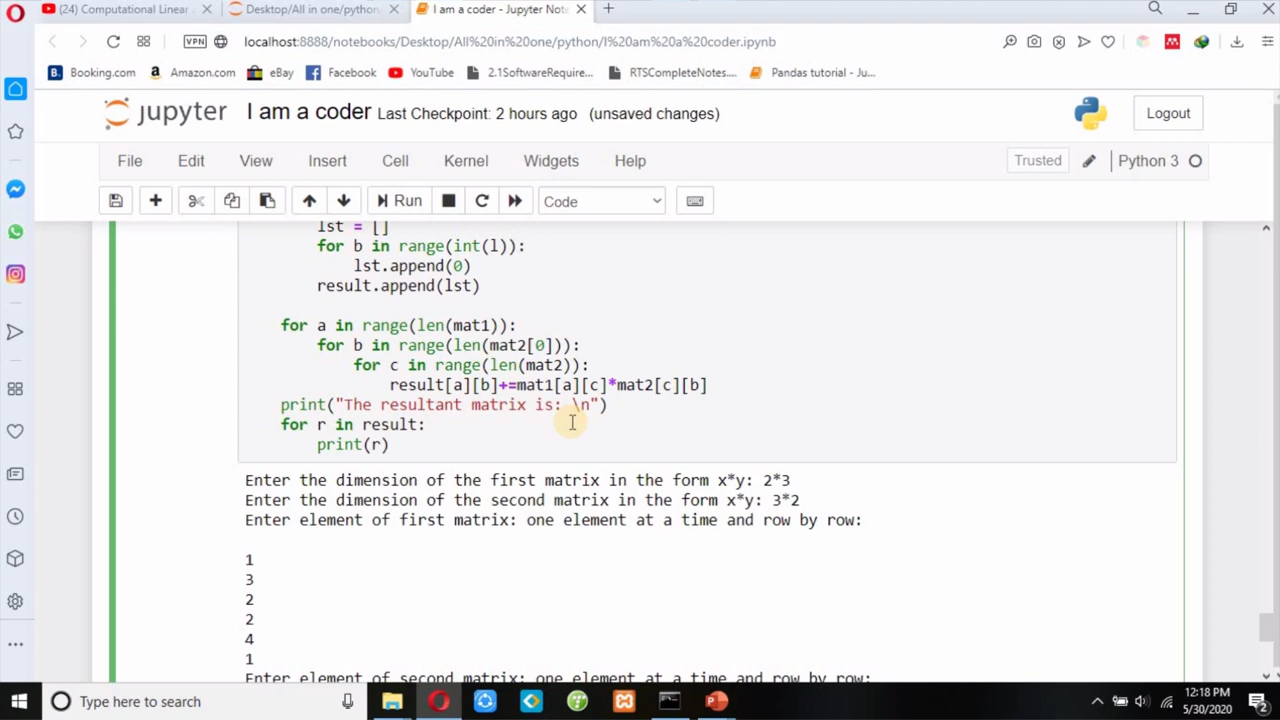 (24) Computational Linear
Desktop/All in one/python,
I am a coder - Jupyter Note
VPN
localhost:8888/notebooks/Desktop/All%20in%20one/python/I%20am%20a%20coder.ipynb
Booking.com
Amazon.com
eBay
Facebook
YouTube
2.1SoftwareRequire...
RTSCompleteNotes....
Pandas tutorial - Ju...
jupyter I am a coder Last Checkpoint: 2 hours ago (unsaved changes)
Logout
File Edit View Insert Cell Kernel Widgets Help
Trusted
Python 3
Run
Code
lst = []
for b in range(int(l)):
lst.append(0)
result.append(lst)
for a in range(len(mat1)):
for b in range(len(mat2[0])):
for c in range(len(mat2)):
result[a][b]+=mat1[a][c]*mat2[c][b]
print("The resultant matrix is: \n")
for r in result:
print(r)
Enter the dimension of the first matrix in the form x*y: 2*3
Enter the dimension of the second matrix in the form x*y: 3*2
Enter element of first matrix: one element at a time and row by row:
1
3
2
2
4
1
Enter element of second matrix: one element at a time and row by row:
Type here to search
12:18 PM
5/30/2020
2